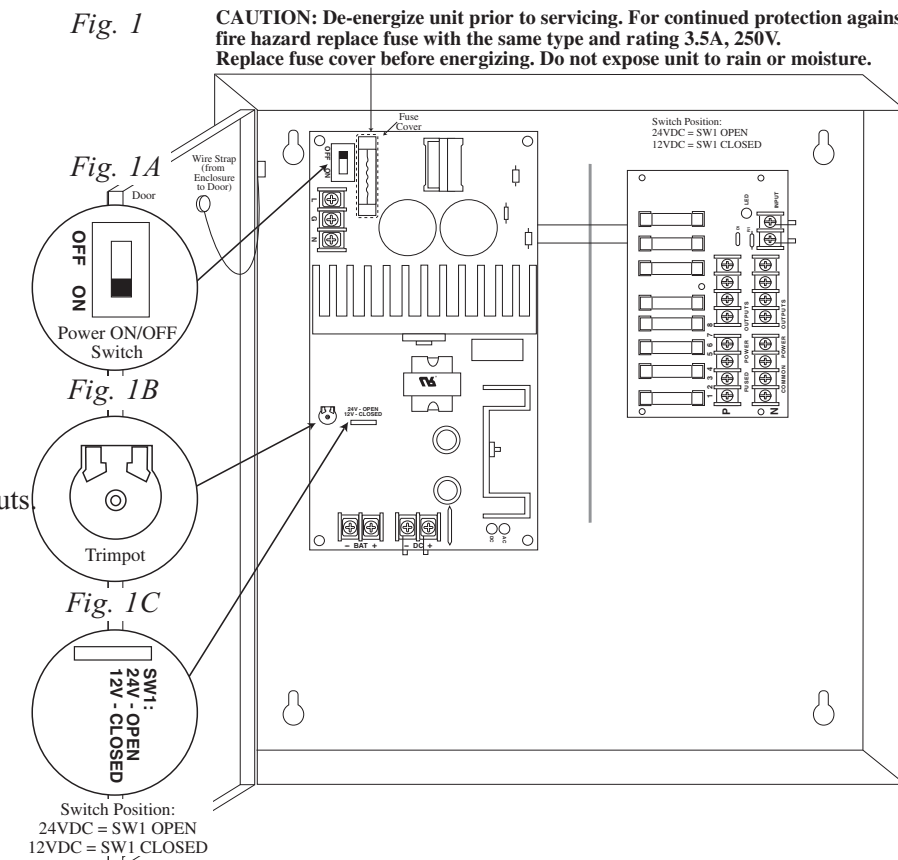 Fig. 1
CAUTION: De-energize unit prior to servicing. For continued protection agains
fire hazard replace fuse with the same type and rating 3.5A, 250V.
Replace fuse cover before energizing. Do not expose unit to rain or moisture.
Fuse
Cover
Switch Position:
24VDC = SW1 OPEN
12VDC = SW1 CLOSED
Fig. 1A
Wire Strap
(from
Enclosure
to Door)
Door
OFF ON
OFF ON
Power ON/OFF
Switch
L
G
N
LED
INPUT
Fig. 1B
uts.
Trimpot
24V - OPEN
12V - CLOSED
1 2 3 4 5 6 7 8
FUSED POWER OUTPUTS
COMMON POWER OUTPUTS
P
N
– BAT +
– DC +
DC
AC
Fig. 1C
SW1:
24V - OPEN
12V - CLOSED
Switch Position:
24VDC = SW1 OPEN
12VDC = SW1 CLOSED